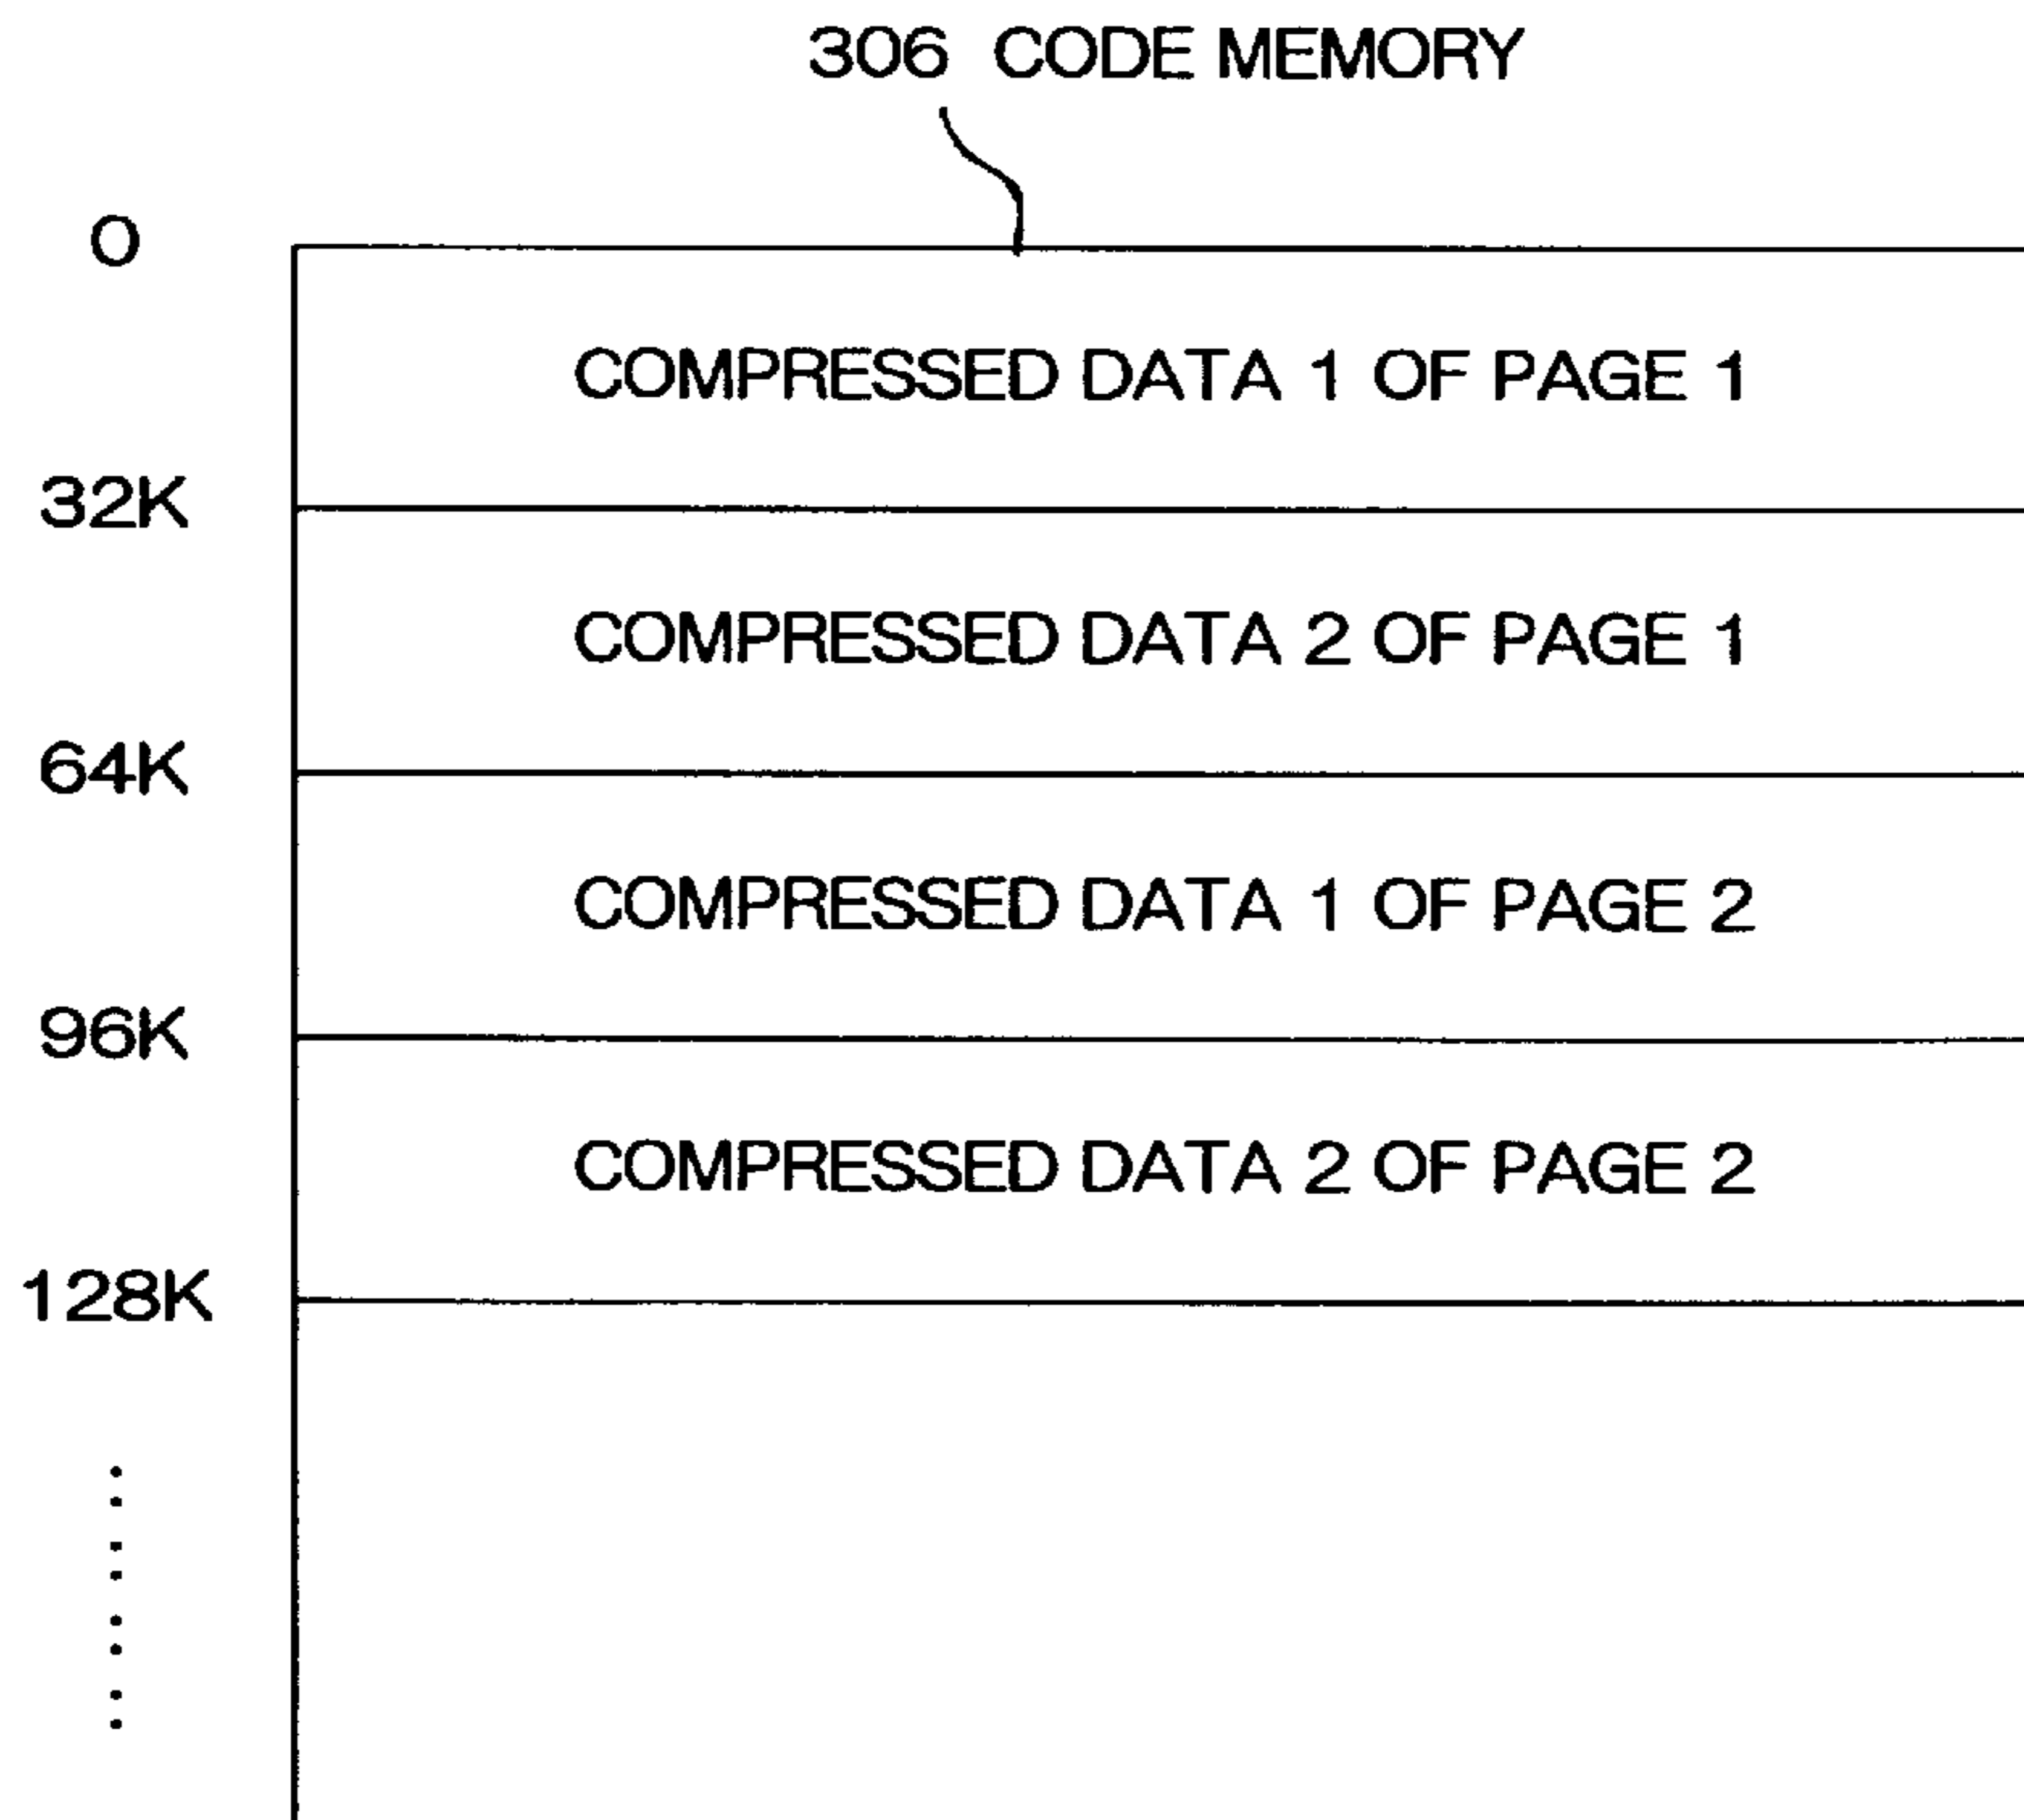 306 CODE MEMORY
0
COMPRESSED DATA 1 OF PAGE 1
32K
COMPRESSED DATA 2 OF PAGE 1
64K
COMPRESSED DATA 1 OF PAGE 2
96K
COMPRESSED DATA 2 OF PAGE 2
128K